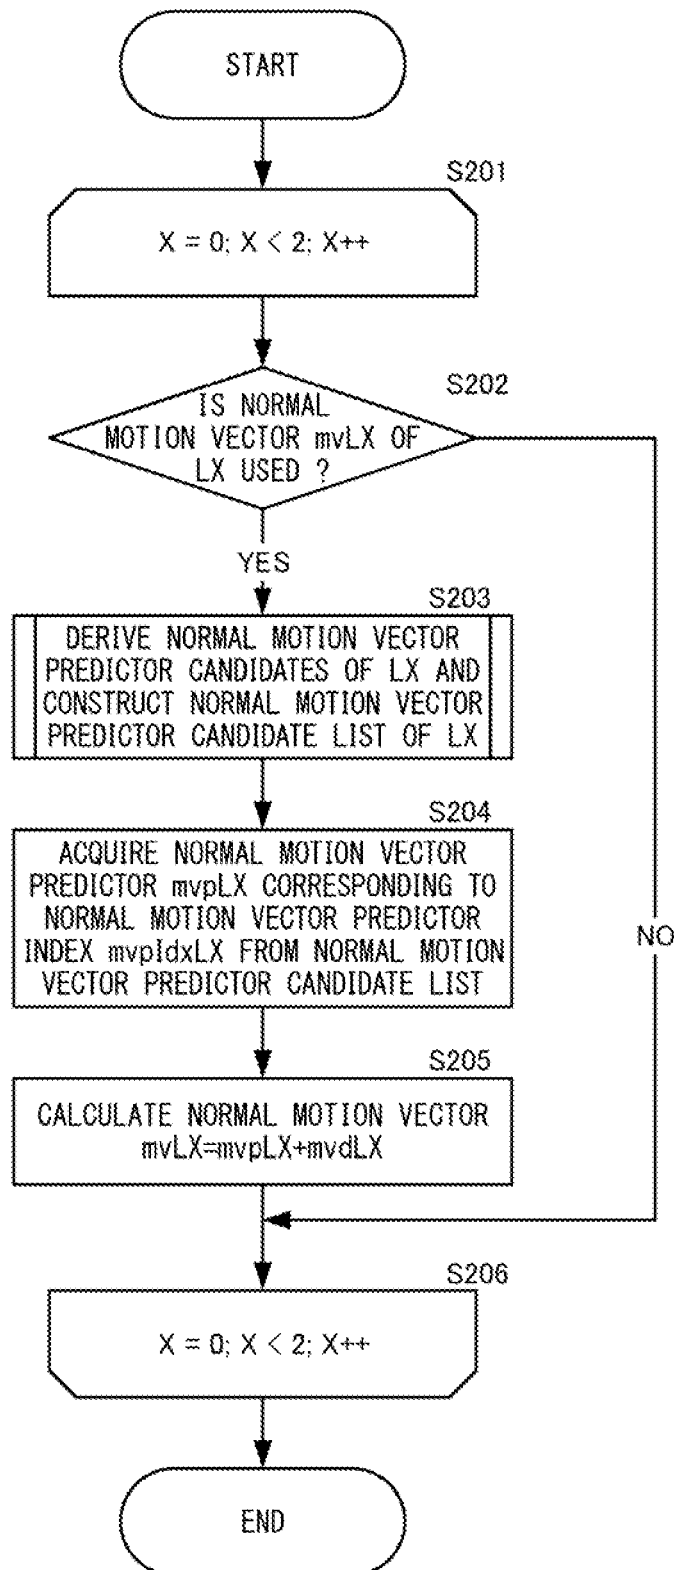 START
S201
X = 0; X < 2; X++
S202
IS NORMAL
MOTION VECTOR mvLX OF
LX USED ?
YES
S203
DERIVE NORMAL MOTION VECTOR
PREDICTOR CANDIDATES OF LX AND
CONSTRUCT NORMAL MOTION VECTOR
PREDICTOR CANDIDATE LIST OF LX
S204
ACQUIRE NORMAL MOTION VECTOR
PREDICTOR mvpLX CORRESPONDING TO
NORMAL MOTION VECTOR PREDICTOR
INDEX mvpIdxLX FROM NORMAL MOTION
VECTOR PREDICTOR CANDIDATE LIST
NO
S205
CALCULATE NORMAL MOTION VECTOR
mvLX=mvpLX+mvdLX
S206
X = 0; X < 2; X++
END